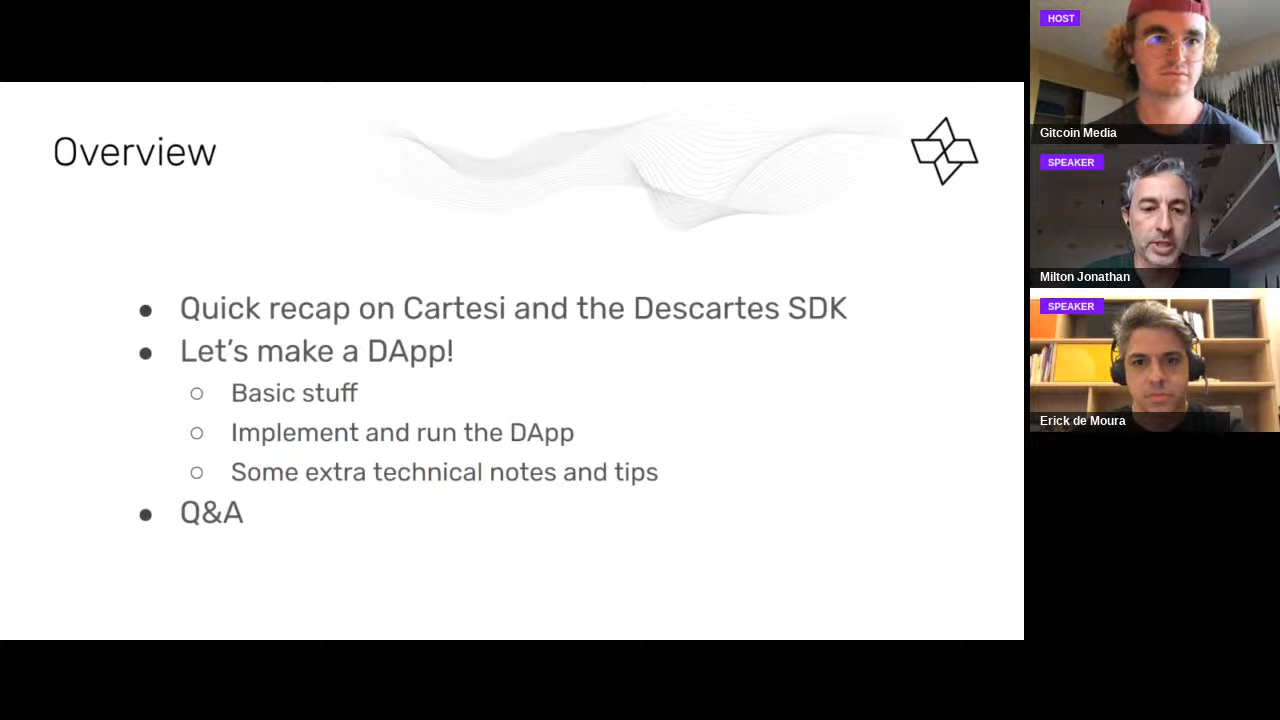 Overview
Quick recap on Cartesi and the Descartes SDK
Let's make a DApp!
Basic stuff
Implement and run the DApp
Some extra technical notes and tips
Q&A
HOST
Gitcoin Media
SPEAKER
Milton Jonathan
SPEAKER
Erick de Moura